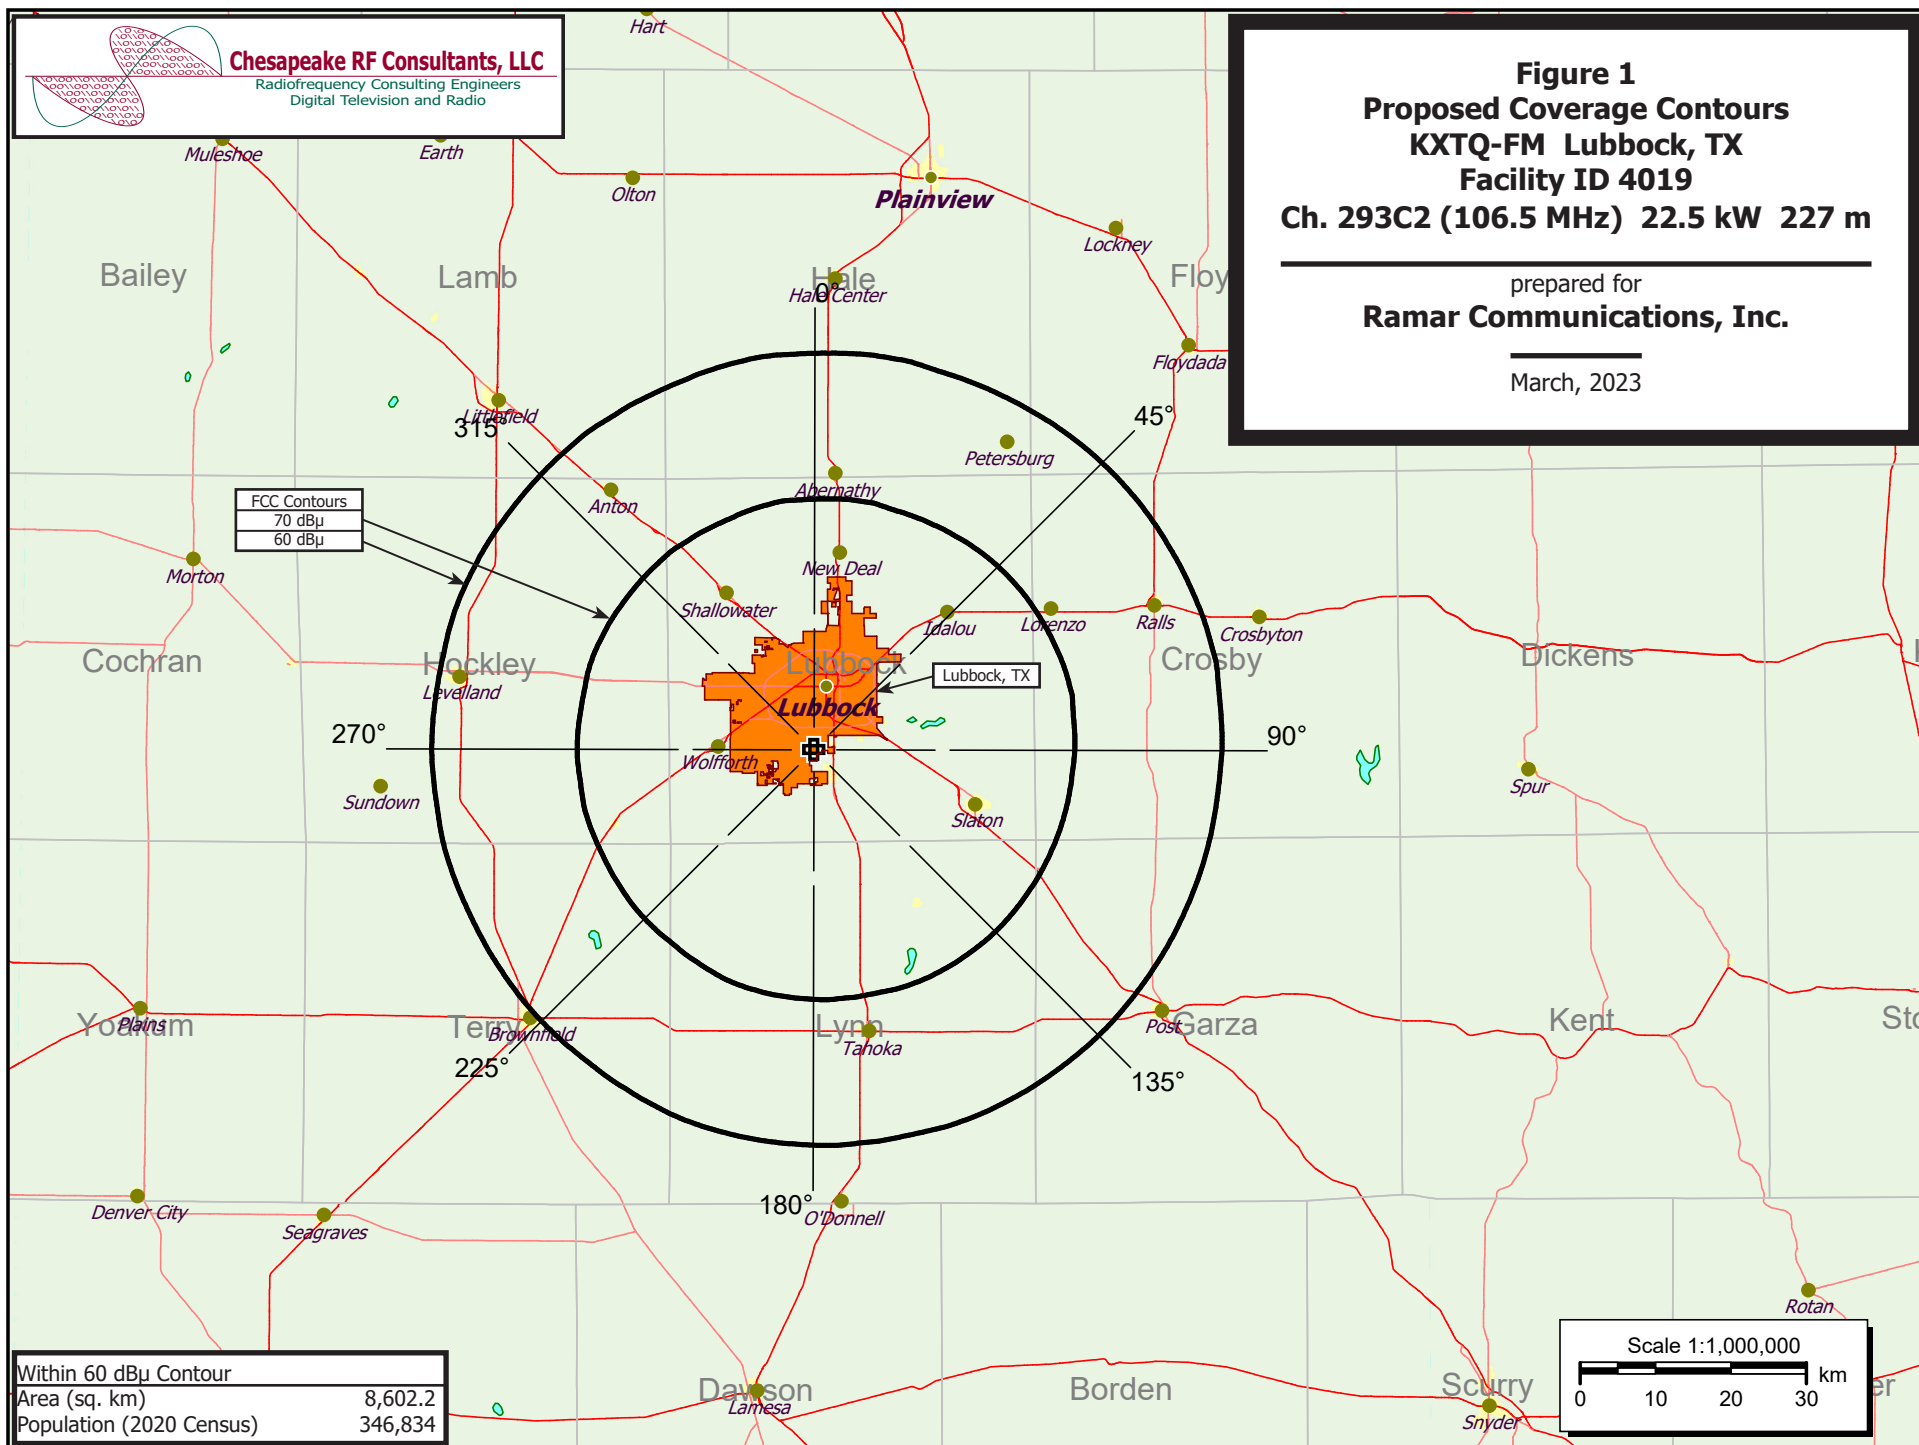 Chesapeake RF Consultants, LLC
Radiofrequency Consulting Engineers
Digital Television and Radio
Figure 1
Proposed Coverage Contours
KXTQ-FM Lubbock, TX
Facility ID 4019
Ch. 293C2 (106.5 MHz) 22.5 kW 227 m
prepared for
Ramar Communications, Inc.
March, 2023
Hart
Muleshoe
Earth
Olton
Plainview
Lockney
Bailey
Lamb
Hale
Floy
Hale Center
0°
Floydada
Littlefield
315°
45°
Petersburg
Abernathy
Anton
FCC Contours
70 dBµ
60 dBµ
Morton
New Deal
Shallowater
Idalou
Lorenzo
Ralls
Crosbyton
Cochran
Hockley
Lubbock
Crosby
Dickens
Levelland
Lubbock, TX
Lubbock
270°
90°
Wolfforth
Sundown
Slaton
Spur
Yoakum
Plains
Terry
Brownfield
Lynn
Tahoka
Post
Garza
Kent
Sto
225°
135°
180°
Denver City
Seagraves
O'Donnell
Rotan
Within 60 dBµ Contour
Area (sq. km) 8,602.2
Population (2020 Census) 346,834
Dawson
Lamesa
Borden
Scurry
Snyder
er
Scale 1:1,000,000
km
0 10 20 30